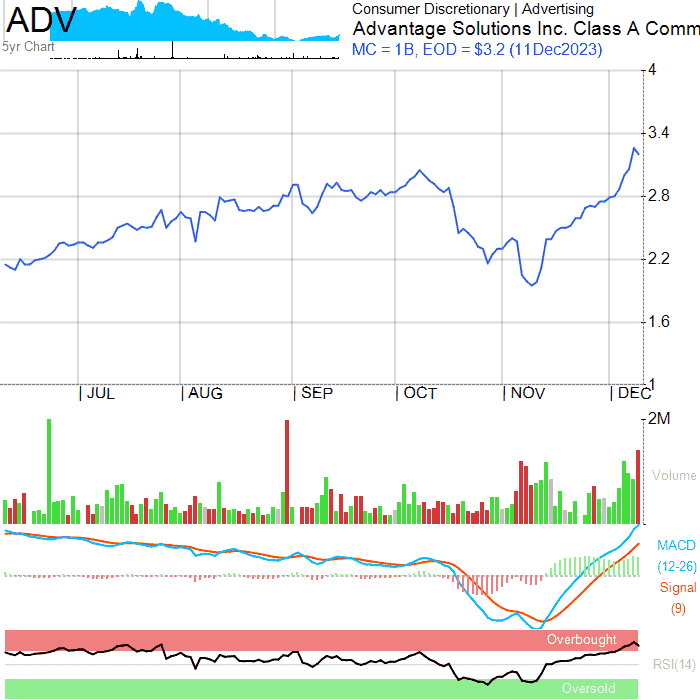 ADV
5yr Chart
Consumer Discretionary | Advertising
Advantage Solutions Inc. Class A Comm
MC = 1B, EOD = $3.2 (11Dec2023)
4
3.4
2.8
2.2
1.6
1
| JUL | AUG | SEP | OCT | NOV | DEC
2M
Volume
MACD
(12-26)
Signal
(9)
Overbought
RSI(14)
Oversold